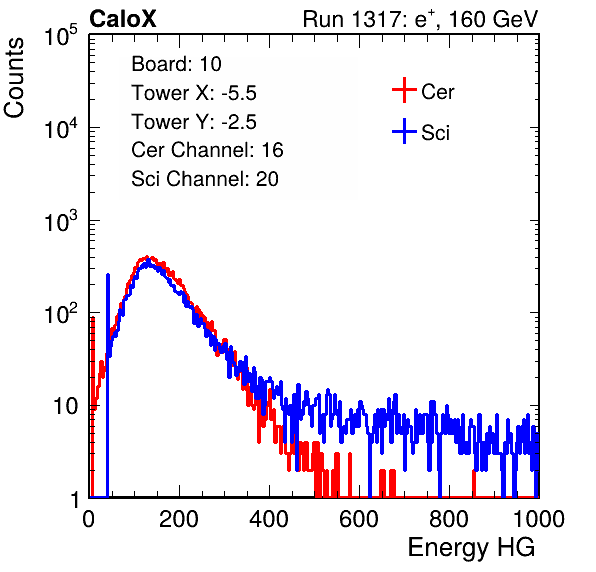 CaloX Run 1317: e⁺, 160 GeV
Board: 10
Tower X: -5.5
Tower Y: -2.5
Cer Channel: 16
Sci Channel: 20
Cer
Sci
Counts
10⁵
10⁴
10³
10²
10
1
0 200 400 600 800 1000
Energy HG